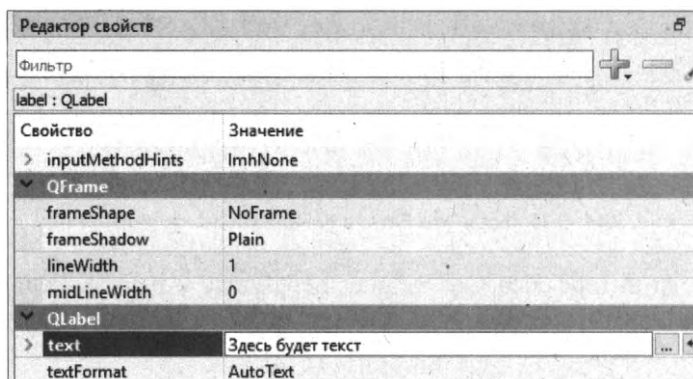 Редактор свойств
Фильтр
label : QLabel
Свойство Значение
inputMethodHints ImhNone
QFrame
frameShape NoFrame
frameShadow Plain
lineWidth 1
midLineWidth 0
QLabel
text Здесь будет текст ...
textFormat AutoText